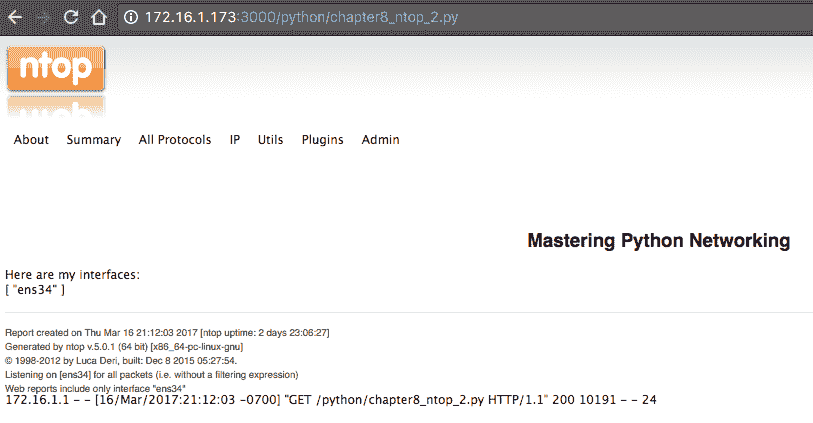 172.16.1.173:3000/python/chapter8_ntop_2.py
ntop
About Summary All Protocols IP Utils Plugins Admin
Mastering Python Networking
Here are my interfaces:
[ "ens34" ]
Report created on Thu Mar 16 21:12:03 2017 [ntop uptime: 2 days 23:06:27]
Generated by ntop v.5.0.1 (64 bit) [x86_64-pc-linux-gnu]
© 1998-2012 by Luca Deri, built: Dec 8 2015 05:27:54.
Listening on [ens34] for all packets (i.e. without a filtering expression)
Web reports include only interface "ens34"
172.16.1.1 - - [16/Mar/2017:21:12:03 -0700] "GET /python/chapter8_ntop_2.py HTTP/1.1" 200 10191 - - 24